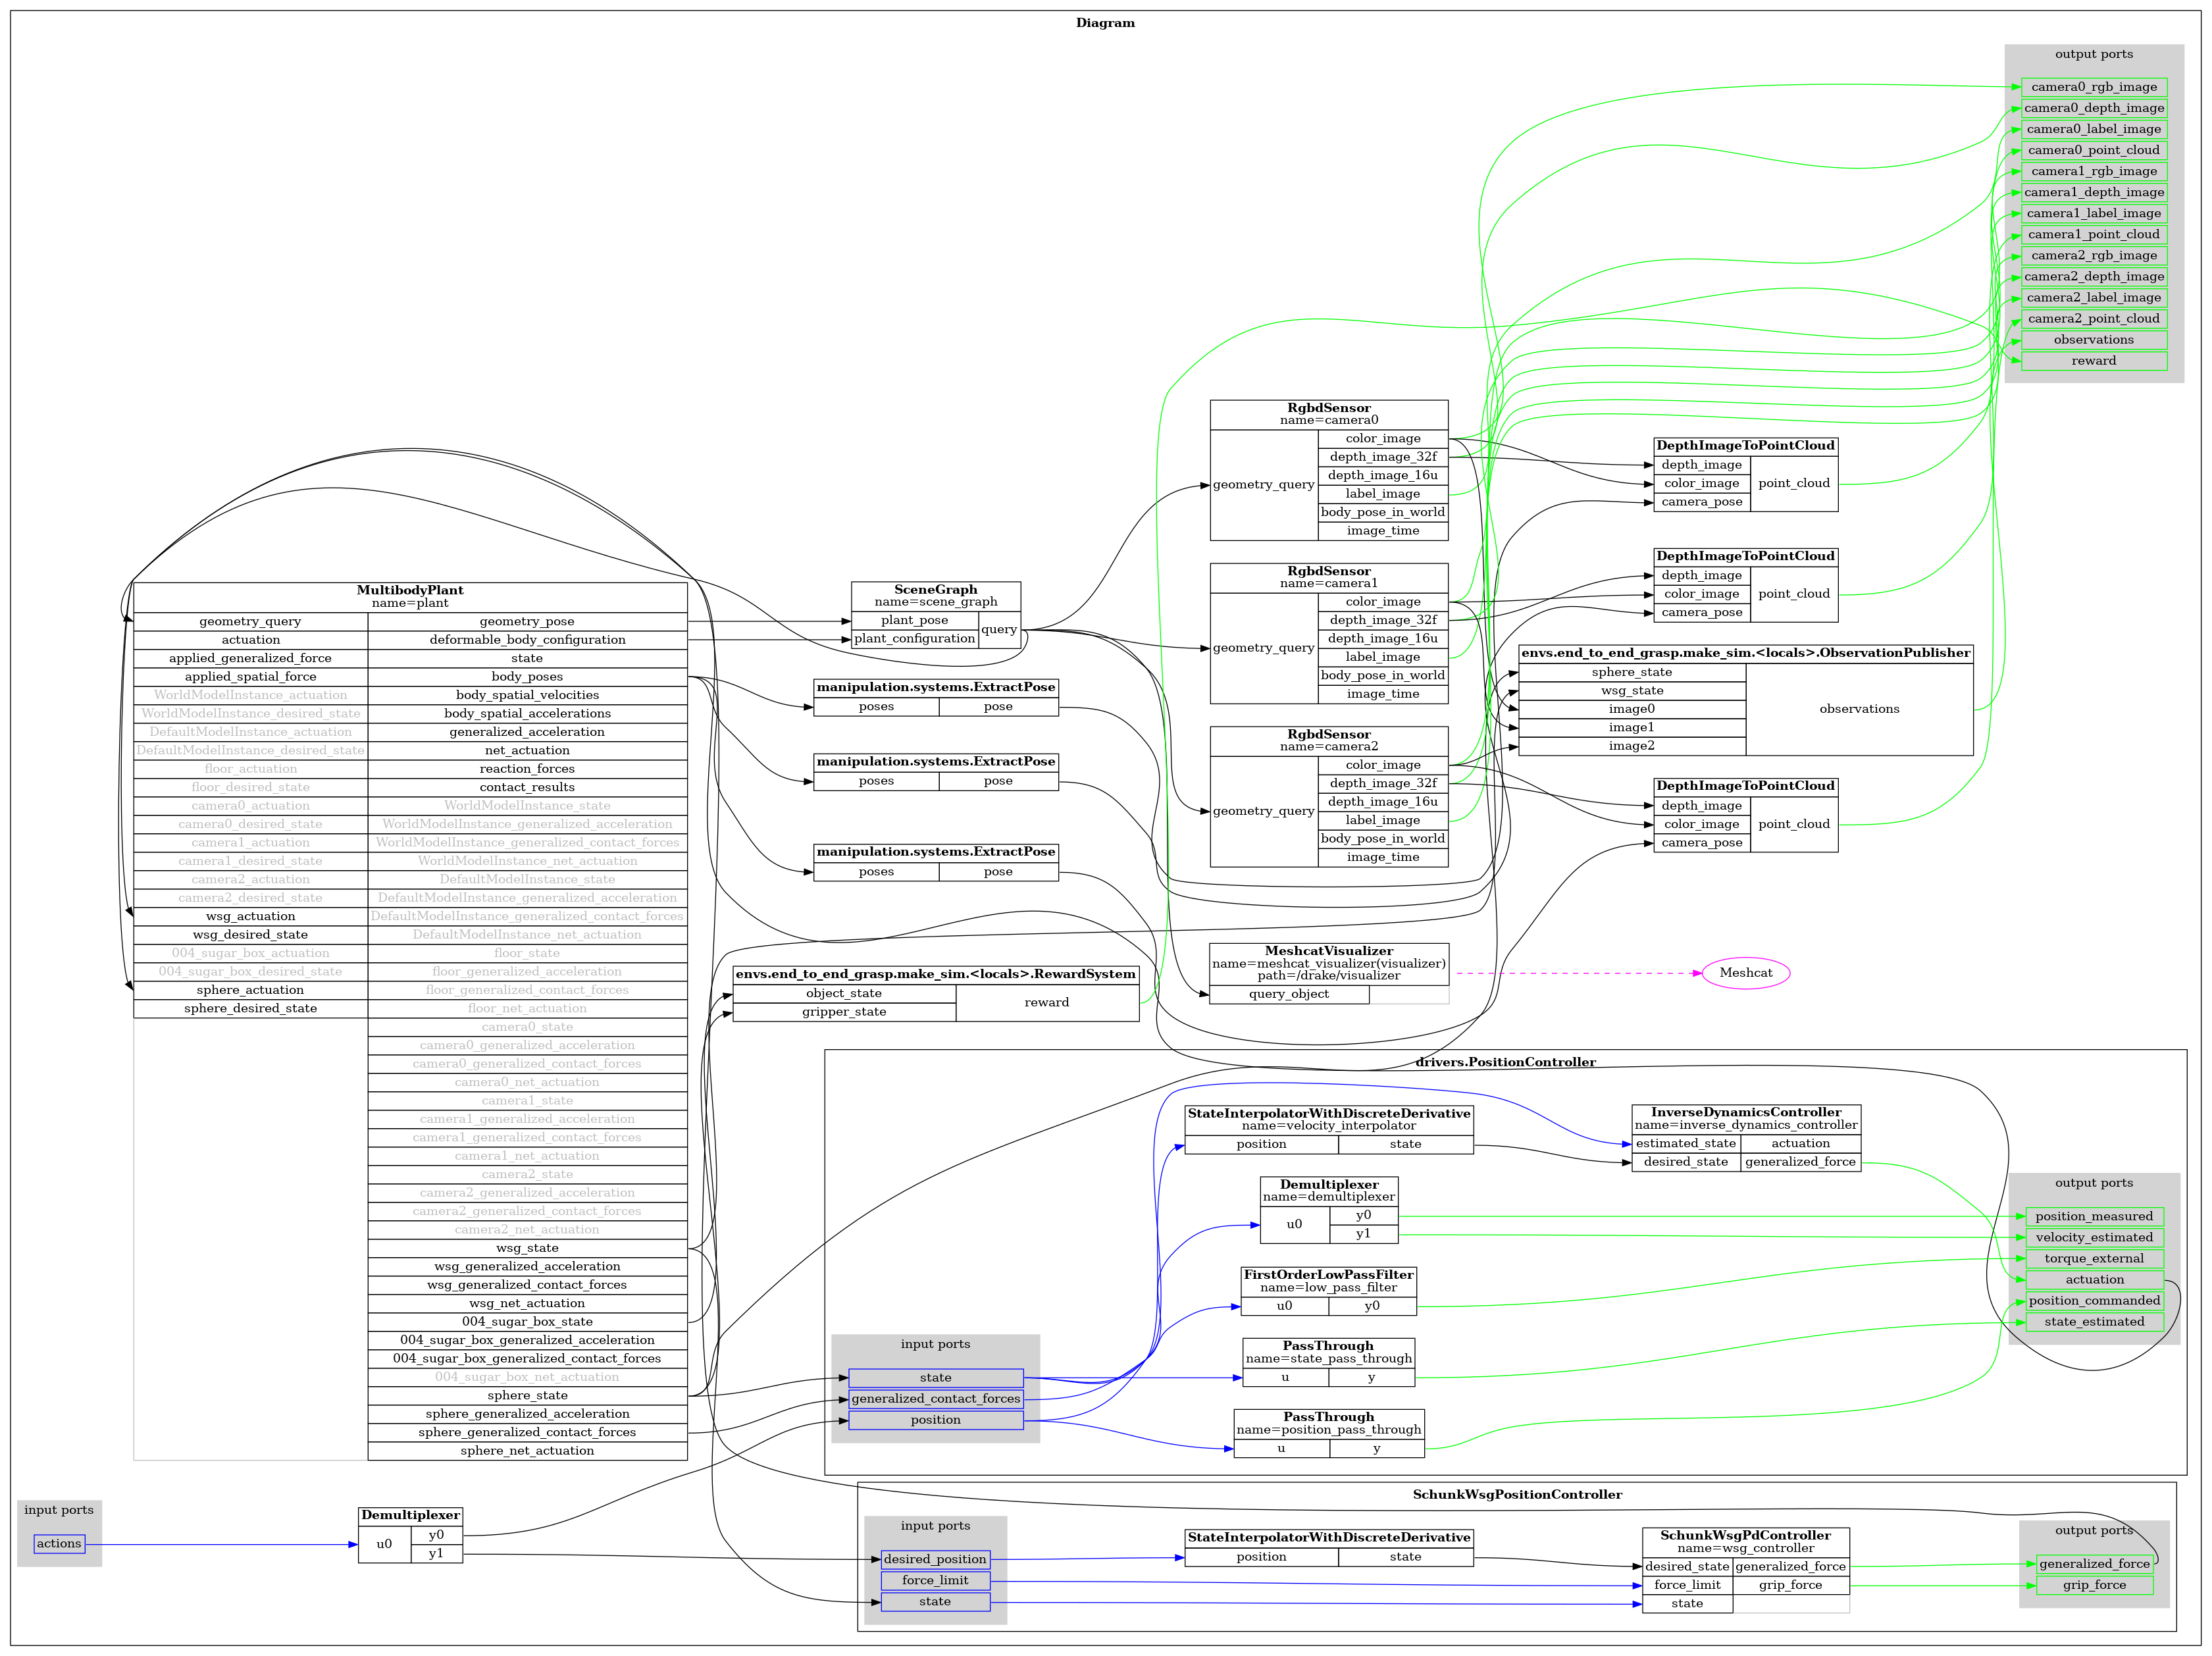 Diagram
output ports
camera0_rgb_image
camera0_depth_image
camera0_label_image
camera0_point_cloud
camera1_rgb_image
camera1_depth_image
camera1_label_image
camera1_point_cloud
camera2_rgb_image
camera2_depth_image
camera2_label_image
camera2_point_cloud
observations
reward
MultibodyPlant
name=plant
geometry_query
actuation
applied_generalized_force
applied_spatial_force
WorldModelInstance_actuation
WorldModelInstance_desired_state
DefaultModelInstance_actuation
DefaultModelInstance_desired_state
floor_actuation
floor_desired_state
camera0_actuation
camera0_desired_state
camera1_actuation
camera1_desired_state
camera2_actuation
camera2_desired_state
wsg_actuation
wsg_desired_state
004_sugar_box_actuation
004_sugar_box_desired_state
sphere_actuation
sphere_desired_state
geometry_pose
deformable_body_configuration
state
body_poses
body_spatial_velocities
body_spatial_accelerations
generalized_acceleration
net_actuation
reaction_forces
contact_results
WorldModelInstance_state
WorldModelInstance_generalized_acceleration
WorldModelInstance_generalized_contact_forces
WorldModelInstance_net_actuation
DefaultModelInstance_state
DefaultModelInstance_generalized_acceleration
DefaultModelInstance_generalized_contact_forces
DefaultModelInstance_net_actuation
floor_state
floor_generalized_acceleration
floor_generalized_contact_forces
floor_net_actuation
camera0_state
camera0_generalized_acceleration
camera0_generalized_contact_forces
camera0_net_actuation
camera1_state
camera1_generalized_acceleration
camera1_generalized_contact_forces
camera1_net_actuation
camera2_state
camera2_generalized_acceleration
camera2_generalized_contact_forces
camera2_net_actuation
wsg_state
wsg_generalized_acceleration
wsg_generalized_contact_forces
wsg_net_actuation
004_sugar_box_state
004_sugar_box_generalized_acceleration
004_sugar_box_generalized_contact_forces
004_sugar_box_net_actuation
sphere_state
sphere_generalized_acceleration
sphere_generalized_contact_forces
sphere_net_actuation
SceneGraph
name=scene_graph
plant_pose
plant_configuration
query
manipulation.systems.ExtractPose
poses pose
manipulation.systems.ExtractPose
poses pose
manipulation.systems.ExtractPose
poses pose
envs.end_to_end_grasp.make_sim.<locals>.RewardSystem
object_state
gripper_state
reward
RgbdSensor
name=camera0
geometry_query
color_image
depth_image_32f
depth_image_16u
label_image
body_pose_in_world
image_time
RgbdSensor
name=camera1
geometry_query
color_image
depth_image_32f
depth_image_16u
label_image
body_pose_in_world
image_time
RgbdSensor
name=camera2
geometry_query
color_image
depth_image_32f
depth_image_16u
label_image
body_pose_in_world
image_time
MeshcatVisualizer
name=meshcat_visualizer(visualizer)
path=/drake/visualizer
query_object
Meshcat
DepthImageToPointCloud
depth_image
color_image
camera_pose
point_cloud
DepthImageToPointCloud
depth_image
color_image
camera_pose
point_cloud
envs.end_to_end_grasp.make_sim.<locals>.ObservationPublisher
sphere_state
wsg_state
image0
image1
image2
observations
DepthImageToPointCloud
depth_image
color_image
camera_pose
point_cloud
drivers.PositionController
input ports
state
generalized_contact_forces
position
StateInterpolatorWithDiscreteDerivative
name=velocity_interpolator
position state
InverseDynamicsController
name=inverse_dynamics_controller
estimated_state actuation
desired_state generalized_force
Demultiplexer
name=demultiplexer
u0
y0
y1
FirstOrderLowPassFilter
name=low_pass_filter
u0 y0
PassThrough
name=state_pass_through
u y
PassThrough
name=position_pass_through
u y
output ports
position_measured
velocity_estimated
torque_external
actuation
position_commanded
state_estimated
input ports
actions
Demultiplexer
u0
y0
y1
SchunkWsgPositionController
input ports
desired_position
force_limit
state
StateInterpolatorWithDiscreteDerivative
position state
SchunkWsgPdController
name=wsg_controller
desired_state generalized_force
force_limit grip_force
state
output ports
generalized_force
grip_force